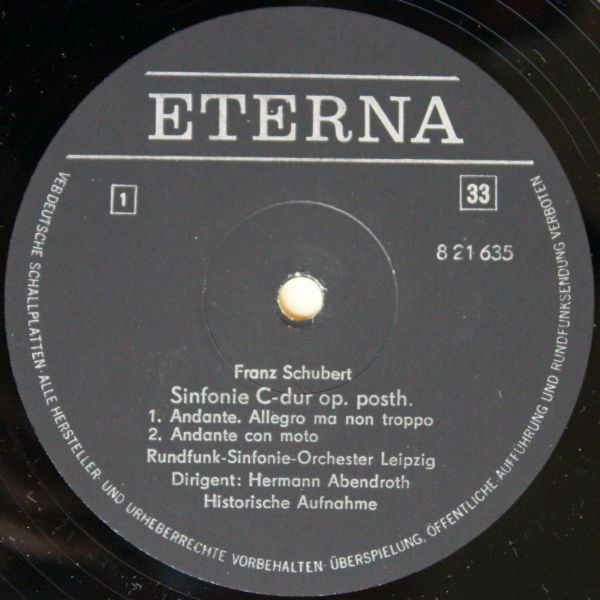 ETERNA
1
33
8 21 635
Franz Schubert
Sinfonie C-dur op. posth.
1. Andante. Allegro ma non troppo
2. Andante con moto
Rundfunk-Sinfonie-Orchester Leipzig
Dirigent: Hermann Abendroth
Historische Aufnahme
VEB DEUTSCHE SCHALLPLATTEN · ALLE HERSTELLER- UND URHEBERRECHTE VORBEHALTEN · ÜBERSPIELUNG, ÖFFENTLICHE AUFFÜHRUNG UND RUNDFUNKSENDUNG VERBOTEN